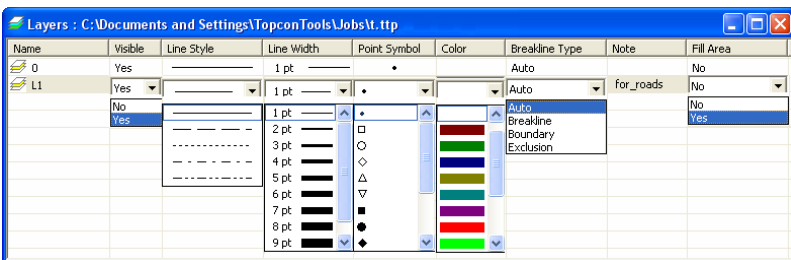 Layers : C:\Documents and Settings\TopconTools\Jobs\t.ttp
Name Visible Line Style Line Width Point Symbol Color Breakline Type Note Fill Area
0 Yes 1 pt Auto No
L1 Yes 1 pt Auto for_roads No
No 1 pt Auto No
Yes 2 pt Breakline Yes
3 pt Boundary
4 pt Exclusion
5 pt
6 pt
7 pt
8 pt
9 pt